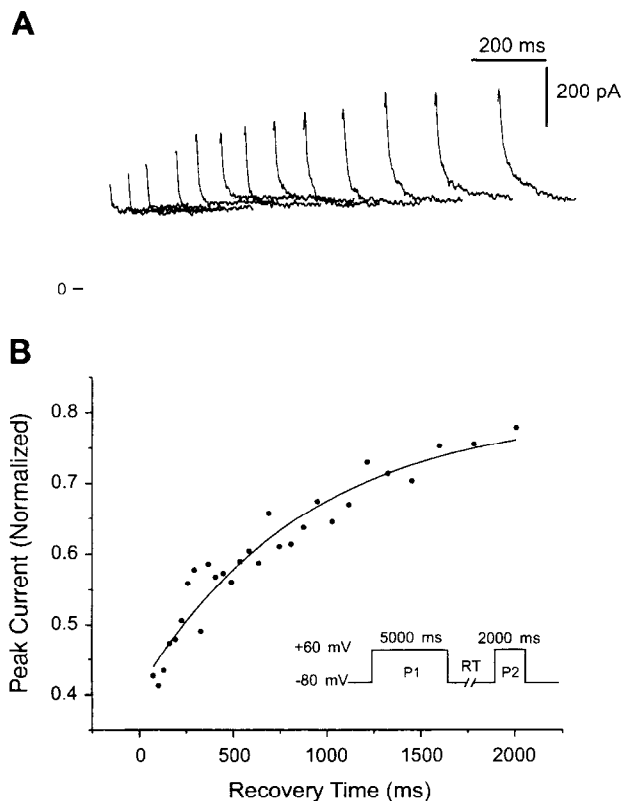 A
200 ms
200 pA
0
B
Peak Current (Normalized)
0.8
0.7
0.6
0.5
0.4
+60 mV
5000 ms
2000 ms
RT
P1
P2
-80 mV
0
500
1000
1500
2000
Recovery Time (ms)